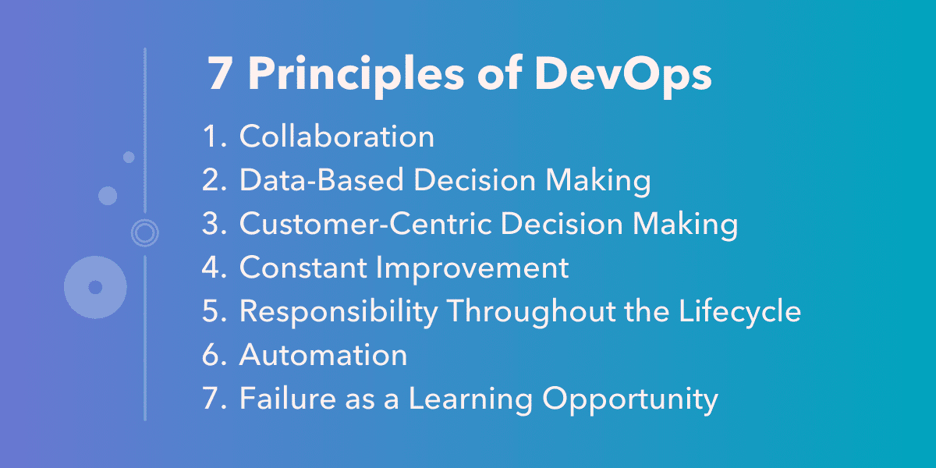 7 Principles of DevOps
1. Collaboration
2. Data-Based Decision Making
3. Customer-Centric Decision Making
4. Constant Improvement
5. Responsibility Throughout the Lifecycle
6. Automation
7. Failure as a Learning Opportunity